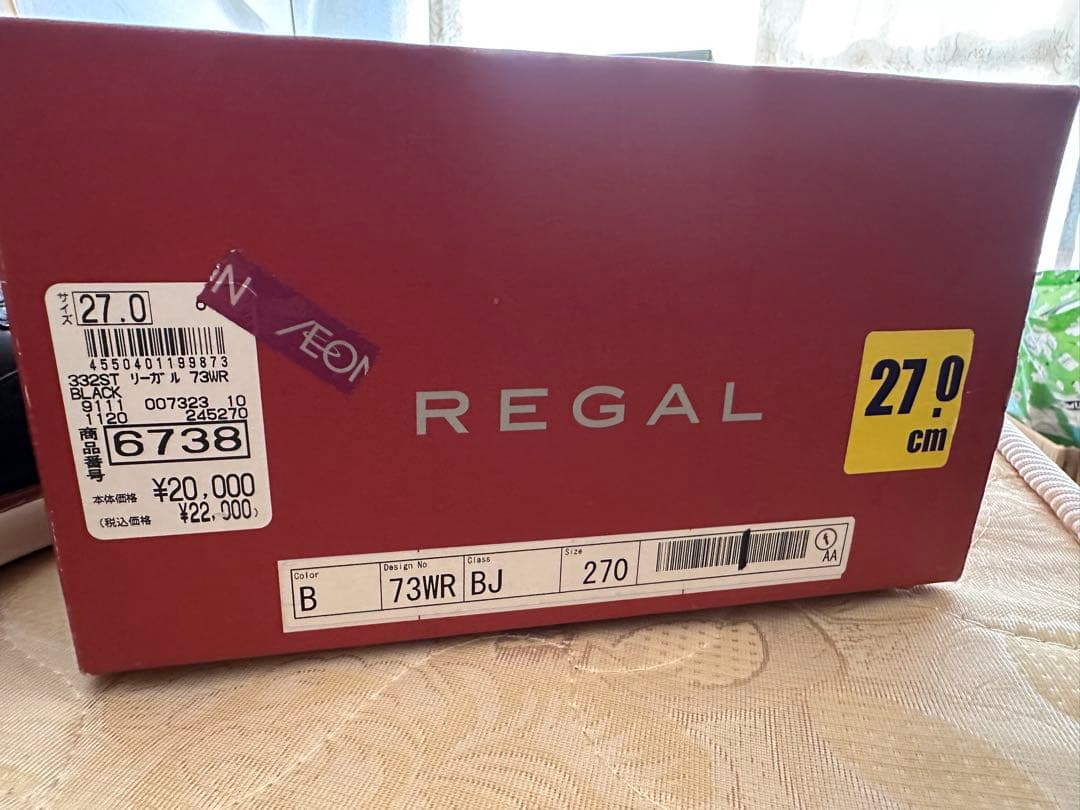 サイズ 27.0
4550401199873
332ST リーガル 73WR
BLACK
9111 007323 10
1120 245270
商品番号 6738
本体価格 ¥20,000
(税込価格 ¥22,000)
ÆON
REGAL
27.0
cm
Color B
Design No 73WR
Class BJ
Size 270
AA